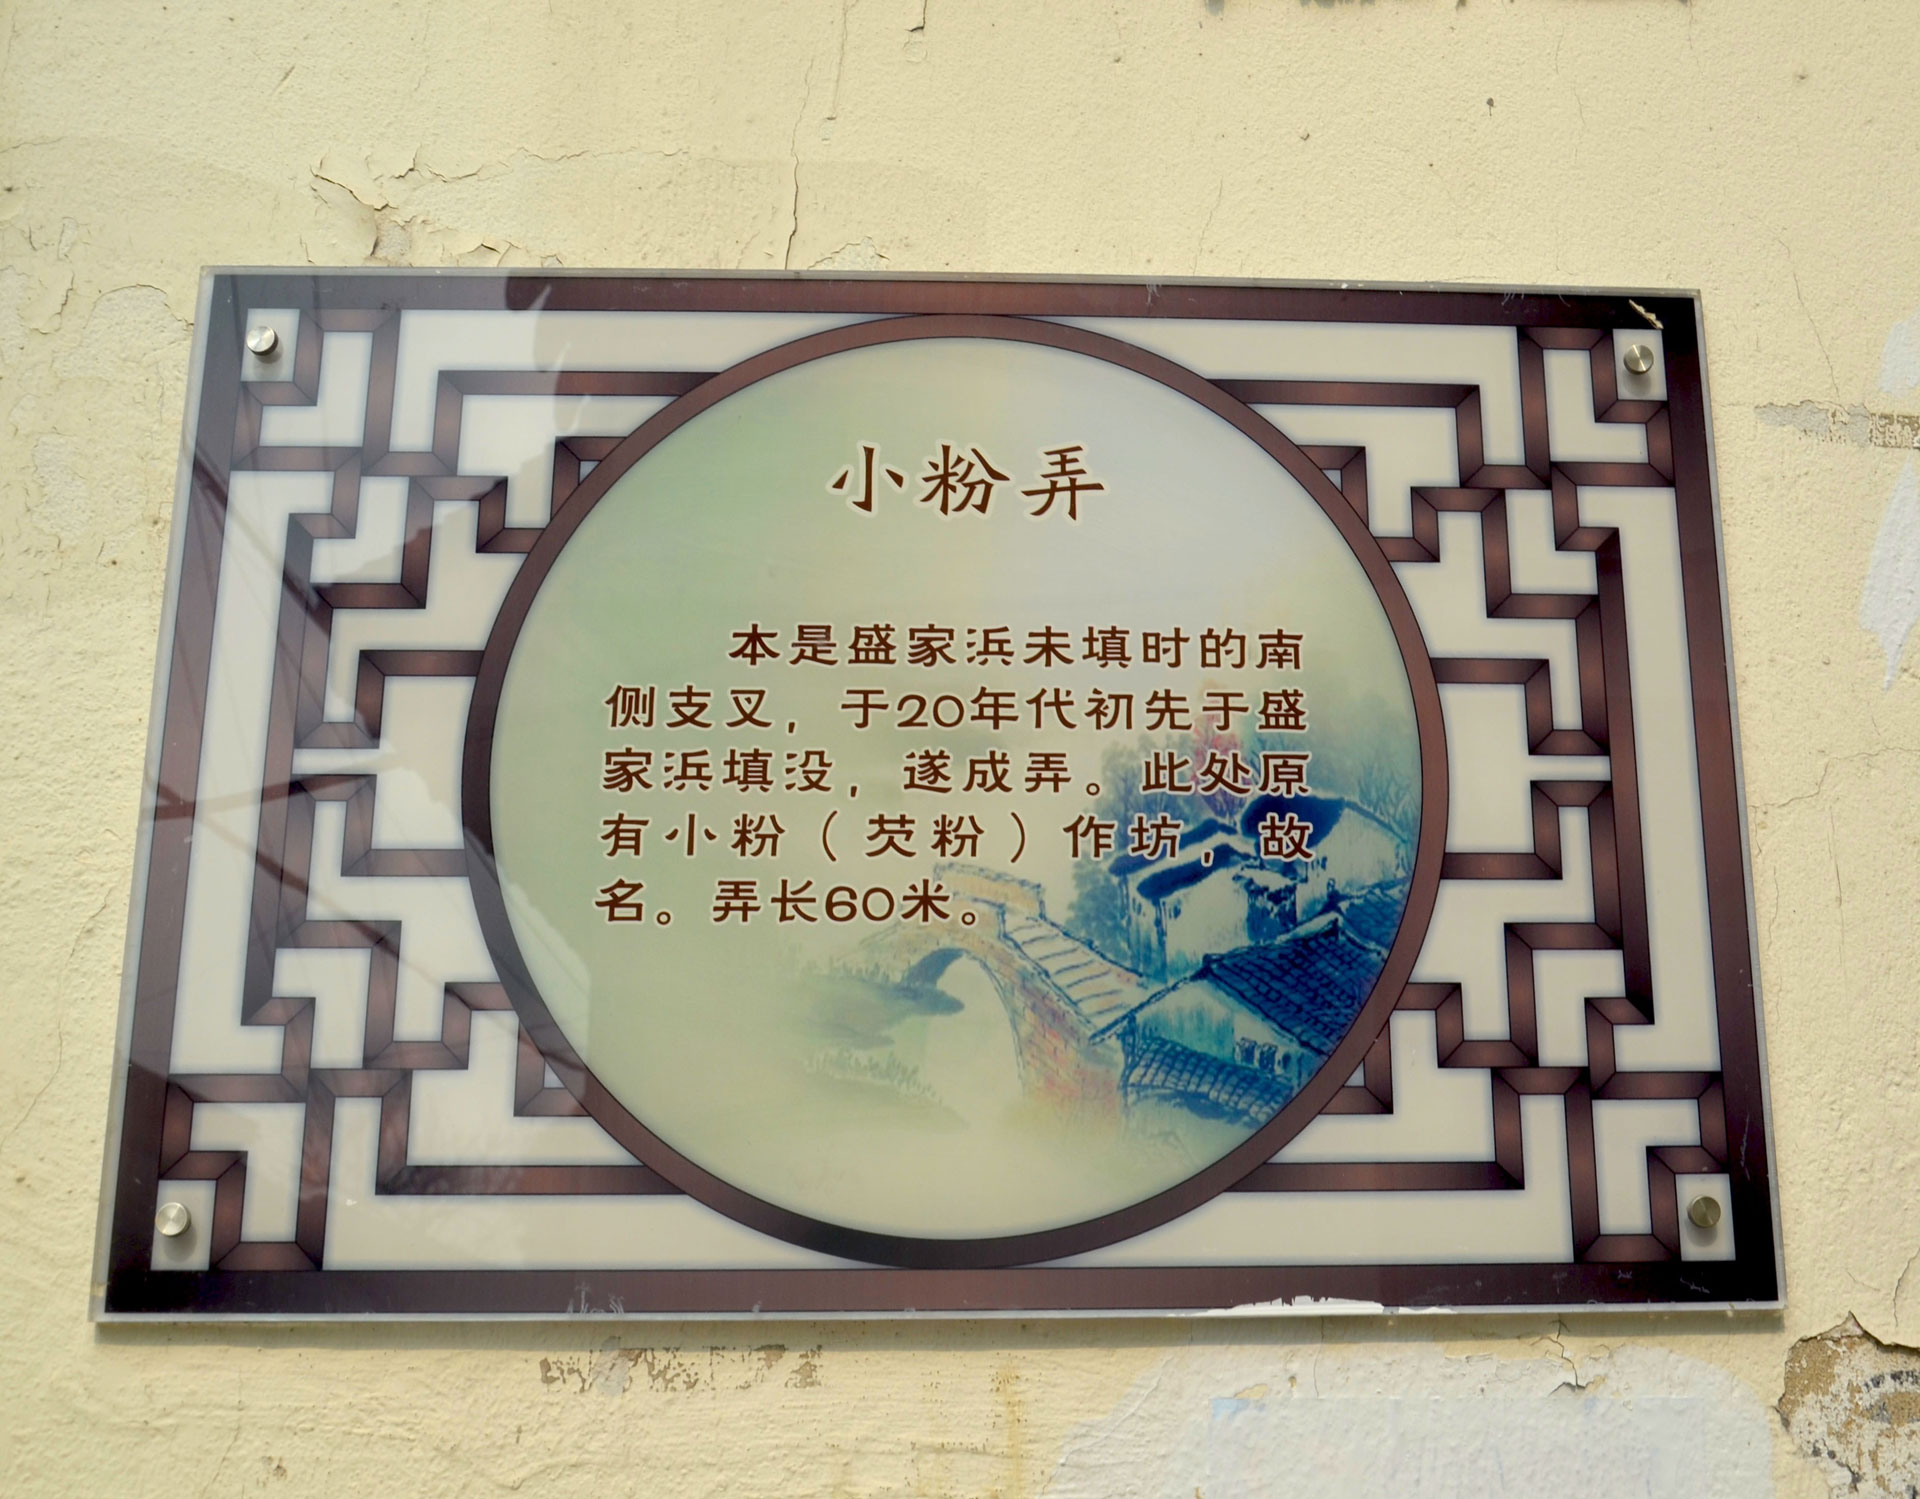 小粉弄
本是盛家浜未填时的南
侧支叉，于20年代初先于盛
家浜填没，遂成弄。此处原
有小粉（芡粉）作坊，故
名。弄长60米。